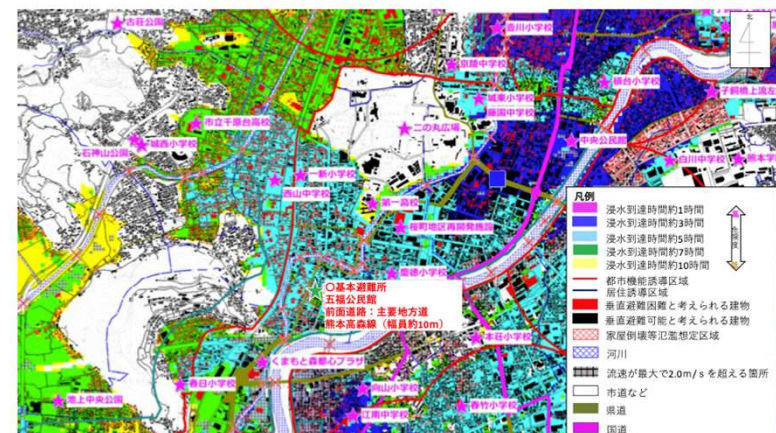 古荘公園
壺川小学校
北
京陵中学校
碩台小学校
城東小学校
藤園中学校
子飼橋上流左
市立千原台高校
二の丸広場
中央公民館
城西小学校
石神山公園
白川中学校
熊本学
一新小学校
西山中学校
第一高校
桜町地区再開発施設
慶徳小学校
○基本避難所
五福公民館
前面道路：主要地方道
熊本高森線（幅員約10m）
本荘小学校
くまもと森都心プラザ
春日小学校
向山小学校
池上中央公園
江南中学校
春竹小学校
凡例
浸水到達時間約1時間
浸水到達時間約3時間
浸水到達時間約5時間
浸水到達時間約7時間
浸水到達時間約10時間
高
危険度
都市機能誘導区域
居住誘導区域
垂直避難困難と考えられる建物
垂直避難可能と考えられる建物
家屋倒壊等氾濫想定区域
河川
流速が最大で2.0m/ｓを超える箇所
市道など
県道
国道